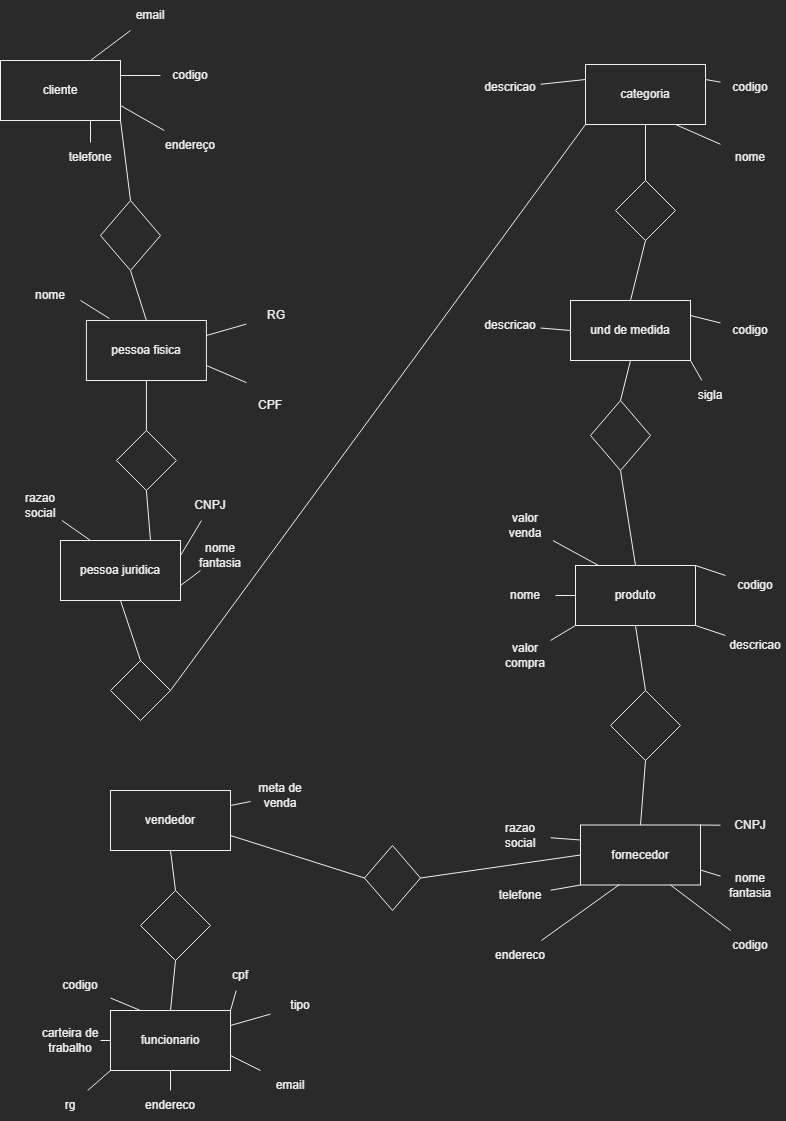 email
cliente
codigo
endereço
telefone
descricao
categoria
codigo
nome
nome
pessoa fisica
RG
CPF
descricao
und de medida
codigo
sigla
razao
social
CNPJ
pessoa juridica
nome
fantasia
valor
venda
nome
produto
codigo
valor
compra
descricao
vendedor
meta de
venda
razao
social
fornecedor
CNPJ
telefone
nome
fantasia
endereco
codigo
codigo
cpf
tipo
carteira de
trabalho
funcionario
email
rg
endereco